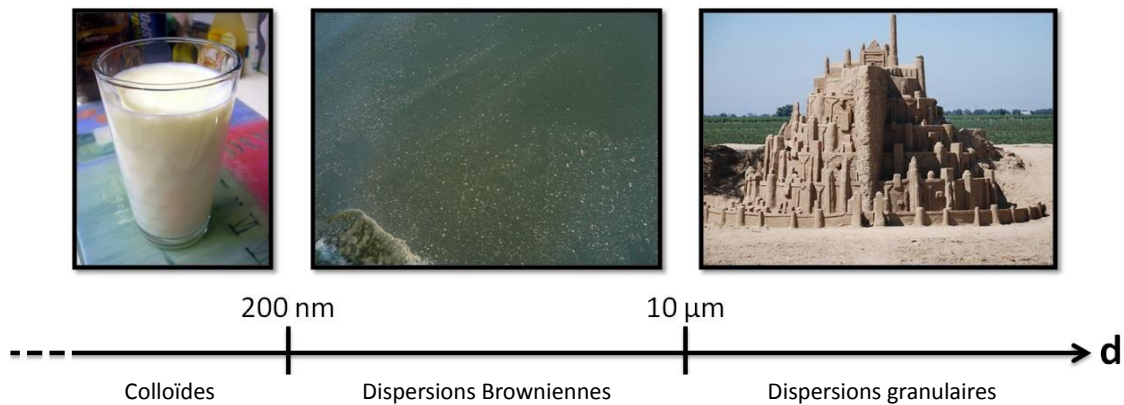 200 nm
10 µm
d
Colloïdes
Dispersions Browniennes
Dispersions granulaires